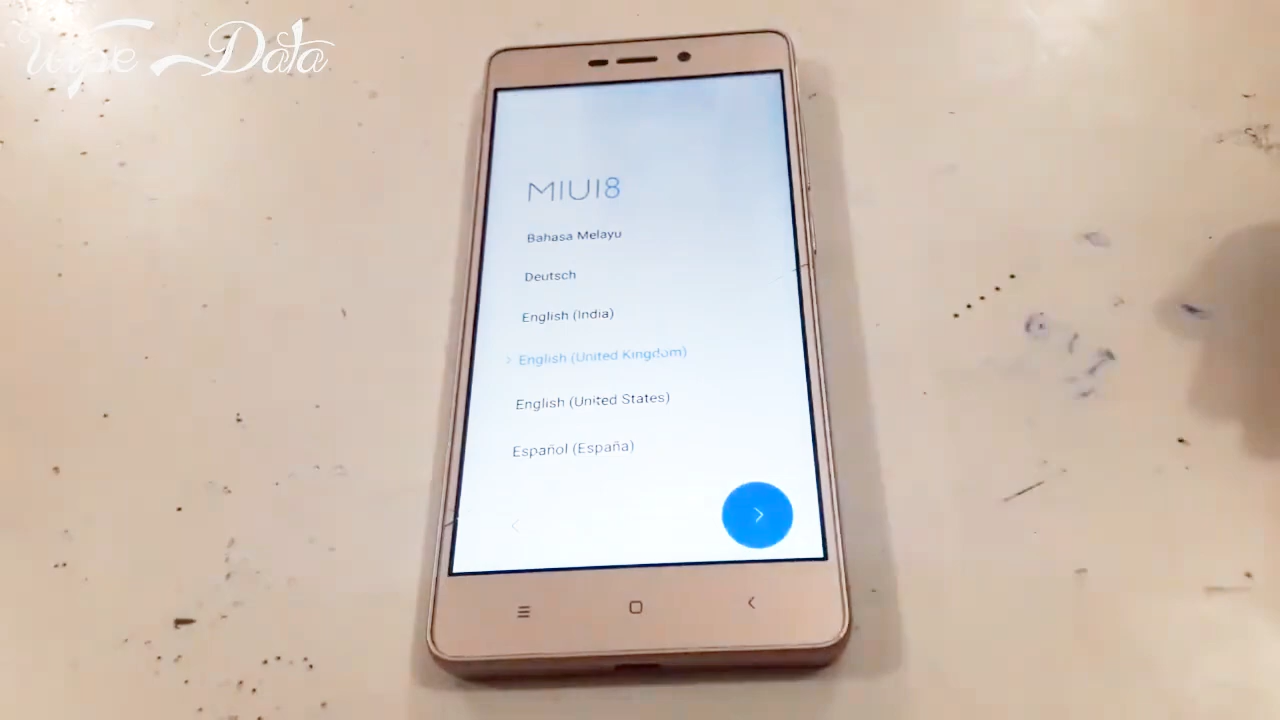 Wipe Data
MIUI8
Bahasa Melayu
Deutsch
English (India)
English (United Kingdom)
English (United States)
Español (España)